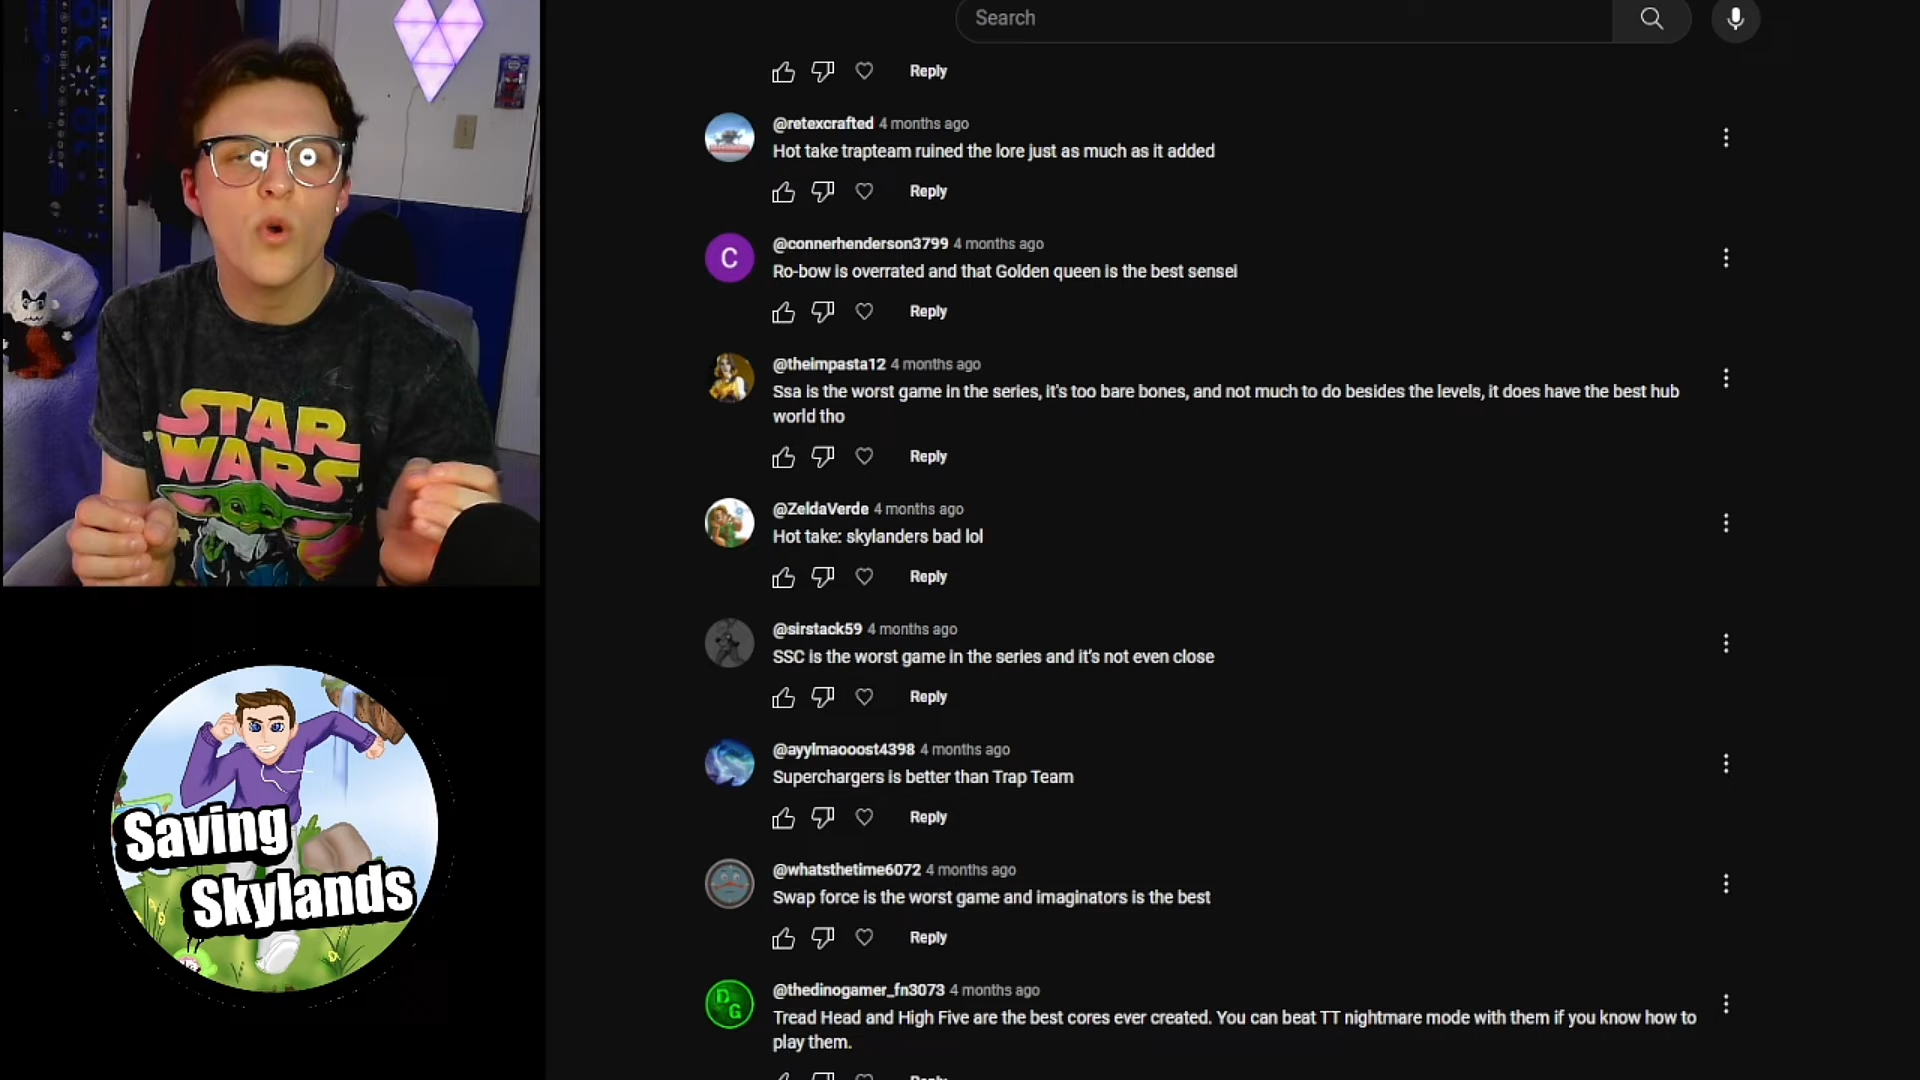 Search
Reply
@retexcrafted 4 months ago
Hot take trapteam ruined the lore just as much as it added
Reply
C
@connerhenderson3799 4 months ago
Ro-bow is overrated and that Golden queen is the best sensei
Reply
@theimpasta12 4 months ago
Ssa is the worst game in the series, it's too bare bones, and not much to do besides the levels, it does have the best hub
world tho
Reply
@ZeldaVerde 4 months ago
Hot take: skylanders bad lol
Reply
@sirstack59 4 months ago
SSC is the worst game in the series and it's not even close
Reply
@ayylmaooost4398 4 months ago
Superchargers is better than Trap Team
Reply
@whatsthetime6072 4 months ago
Swap force is the worst game and imaginators is the best
Reply
DG
@thedinogamer_fn3073 4 months ago
Tread Head and High Five are the best cores ever created. You can beat TT nightmare mode with them if you know how to
play them.
Reply
STAR
WARS
Saving
Skylands